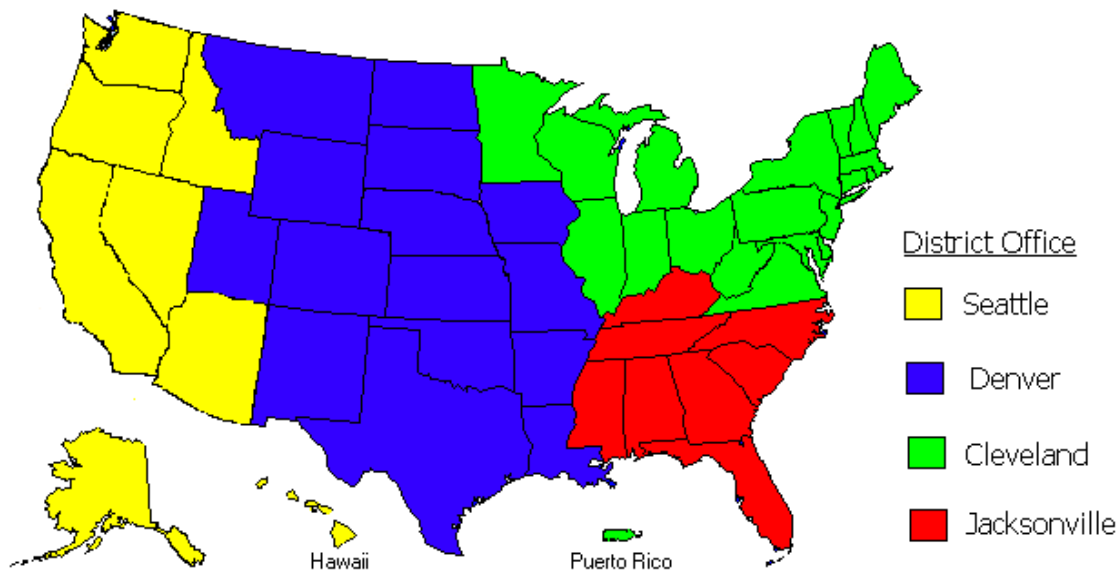 District Office
Seattle
Denver
Cleveland
Jacksonville
Hawaii
Puerto Rico